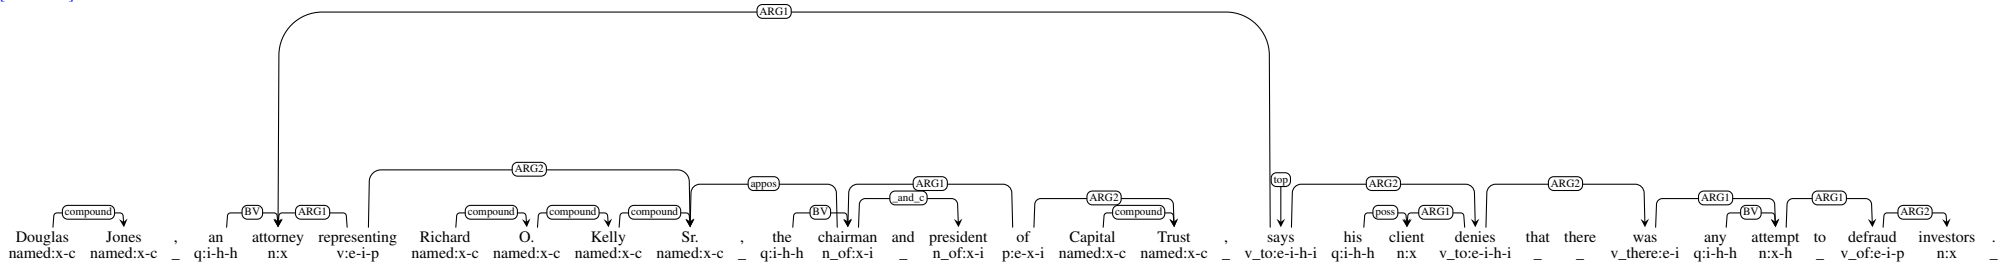 ARG1
ARG2 appos ARG1 top ARG2 ARG2
_and_c ARG2 ARG1 ARG1
compound BV ARG1 compound compound compound BV compound poss ARG1 BV ARG2
Douglas Jones , an attorney representing Richard O. Kelly Sr. , the chairman and president of Capital Trust , says his client denies that there was any attempt to defraud investors .
named:x-c named:x-c _ q:i-h-h n:x v:e-i-p named:x-c named:x-c named:x-c named:x-c _ q:i-h-h n_of:x-i _ n_of:x-i p:e-x-i named:x-c named:x-c _ v_to:e-i-h-i q:i-h-h n:x v_to:e-i-h-i _ _ v_there:e-i q:i-h-h n:x-h _ v_of:e-i-p n:x _